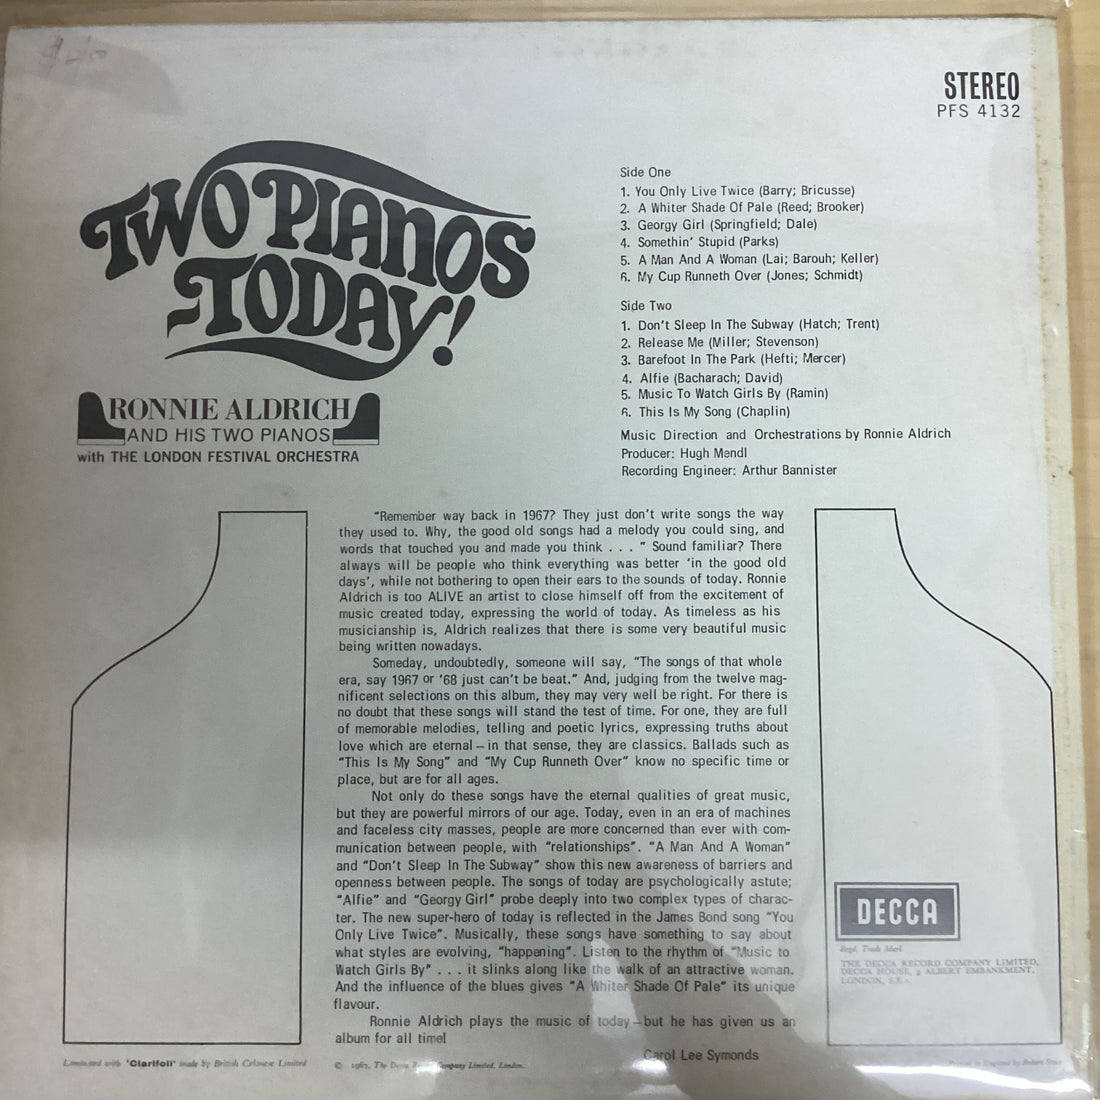 STEREO
PFS 4132
TWO PIANOS
TODAY!
RONNIE ALDRICH
AND HIS TWO PIANOS
with THE LONDON FESTIVAL ORCHESTRA
Side One
1. You Only Live Twice (Barry; Bricusse)
2. A Whiter Shade Of Pale (Reed; Brooker)
3. Georgy Girl (Springfield; Dale)
4. Somethin' Stupid (Parks)
5. A Man And A Woman (Lai; Barouh; Keller)
6. My Cup Runneth Over (Jones; Schmidt)
Side Two
1. Don't Sleep In The Subway (Hatch; Trent)
2. Release Me (Miller; Stevenson)
3. Barefoot In The Park (Hefti; Mercer)
4. Alfie (Bacharach; David)
5. Music To Watch Girls By (Ramin)
6. This Is My Song (Chaplin)
Music Direction and Orchestrations by Ronnie Aldrich
Producer: Hugh Mendl
Recording Engineer: Arthur Bannister
"Remember way back in 1967? They just don't write songs the way
they used to. Why, the good old songs had a melody you could sing, and
words that touched you and made you think . . . " Sound familiar? There
always will be people who think everything was better 'in the good old
days', while not bothering to open their ears to the sounds of today. Ronnie
Aldrich is too ALIVE an artist to close himself off from the excitement of
music created today, expressing the world of today. As timeless as his
musicianship is, Aldrich realizes that there is some very beautiful music
being written nowadays.
Someday, undoubtedly, someone will say, "The songs of that whole
era, say 1967 or '68 just can't be beat." And, judging from the twelve mag-
nificent selections on this album, they may very well be right. For there is
no doubt that these songs will stand the test of time. For one, they are full
of memorable melodies, telling and poetic lyrics, expressing truths about
love which are eternal – in that sense, they are classics. Ballads such as
"This Is My Song" and "My Cup Runneth Over" know no specific time or
place, but are for all ages.
Not only do these songs have the eternal qualities of great music,
but they are powerful mirrors of our age. Today, even in an era of machines
and faceless city masses, people are more concerned than ever with com-
munication between people, with "relationships". "A Man And A Woman"
and "Don't Sleep In The Subway" show this new awareness of barriers and
openness between people. The songs of today are psychologically astute;
"Alfie" and "Georgy Girl" probe deeply into two complex types of charac-
ter. The new super-hero of today is reflected in the James Bond song "You
Only Live Twice". Musically, these songs have something to say about
what styles are evolving, "happening". Listen to the rhythm of "Music to
Watch Girls By" . . . it slinks along like the walk of an attractive woman.
And the influence of the blues gives "A Whiter Shade Of Pale" its unique
flavour.
Ronnie Aldrich plays the music of today – but he has given us an
album for all time!
Carol Lee Symonds
DECCA
Regd. Trade Mark
THE DECCA RECORD COMPANY LIMITED,
DECCA HOUSE, 9 ALBERT EMBANKMENT,
LONDON, S.E.1.
Laminated with 'Clarifoil' made by British Celanese Limited
© 1967, The Decca Record Company Limited, London.
Printed in England by Robert